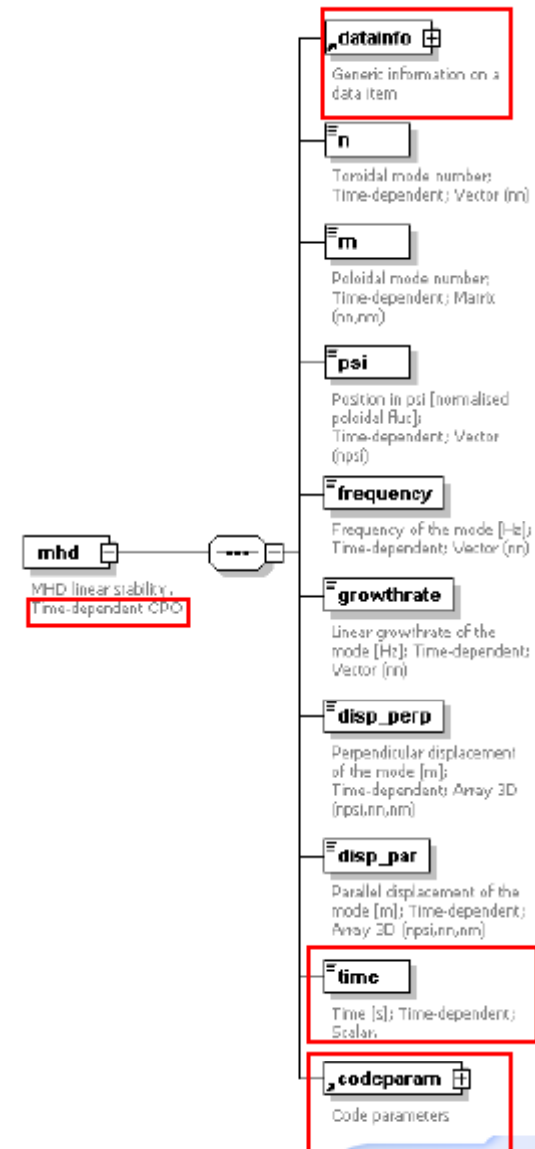 datainfo
Generic information on a
data item
n
Toroidal mode number;
Time-dependent; Vector (nn)
m
Poloidal mode number;
Time-dependent; Matrix
(nn,nm)
psi
Position in psi [normalised
poloidal flux];
Time-dependent; Vector
(npsi)
frequency
Frequency of the mode [Hz];
Time-dependent; Vector (nn)
mhd
MHD linear stability.
Time-dependent CPO
growthrate
Linear growthrate of the
mode [Hz]; Time-dependent;
Vector (nn)
disp_perp
Perpendicular displacement
of the mode [m];
Time-dependent; Array 3D
(npsi,nn,nm)
disp_par
Parallel displacement of the
mode [m]; Time-dependent;
Array 3D (npsi,nn,nm)
time
Time [s]; Time-dependent;
Scalar.
codeparam
Code parameters